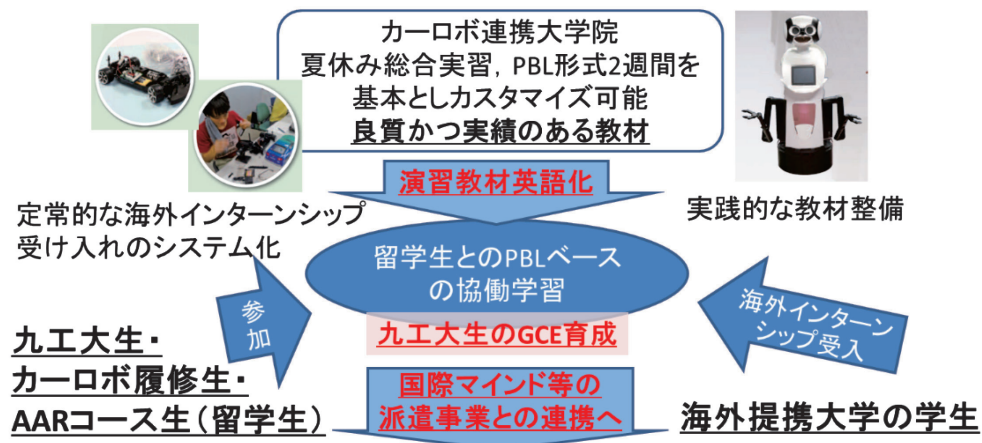 カーロボ連携大学院
夏休み総合実習，PBL形式2週間を
基本としカスタマイズ可能
良質かつ実績のある教材
演習教材英語化
定常的な海外インターンシップ
受け入れのシステム化
実践的な教材整備
留学生とのPBLベース
の協働学習
参加
海外インターン
シップ受入
九工大生のGCE育成
九工大生・
カーロボ履修生・
AARコース生（留学生）
国際マインド等の
派遣事業との連携へ
海外提携大学の学生